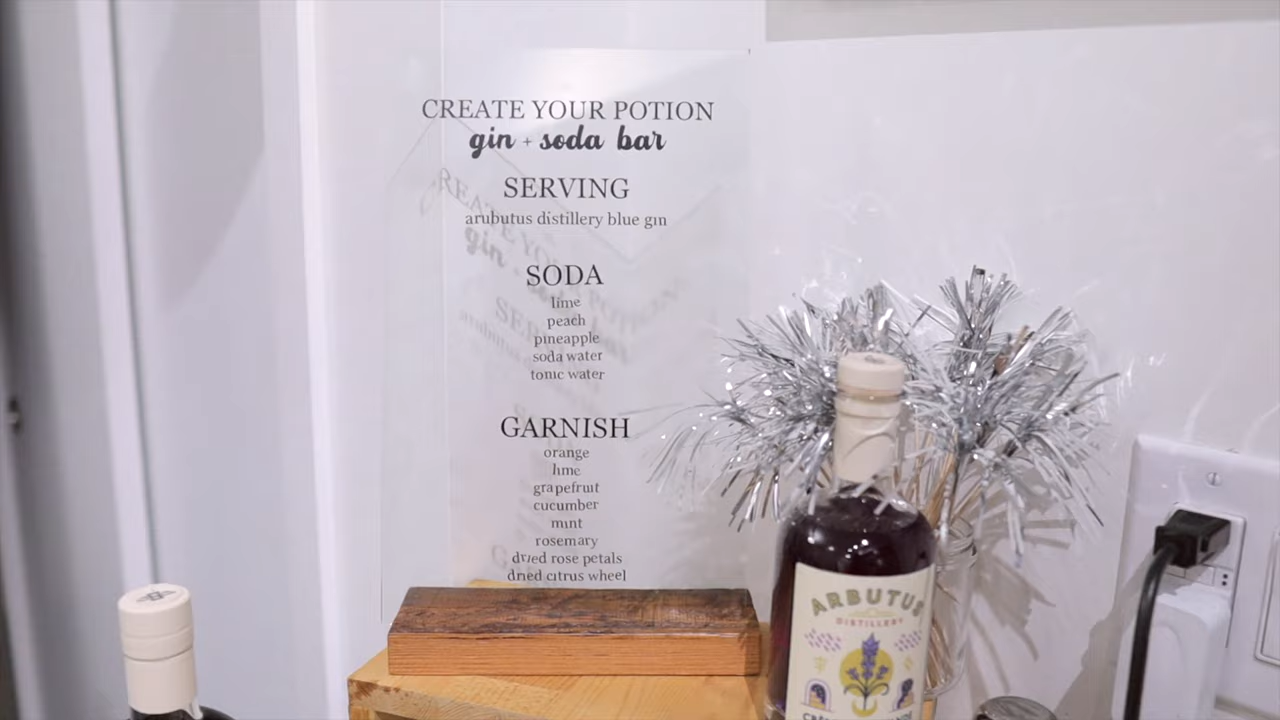 CREATE YOUR POTION
gin + soda bar
SERVING
arubutus distillery blue gin
SODA
lime
peach
pineapple
soda water
tonic water
GARNISH
orange
lime
grapefruit
cucumber
mint
rosemary
dried rose petals
dried citrus wheel
ARBUTUS
DISTILLERY